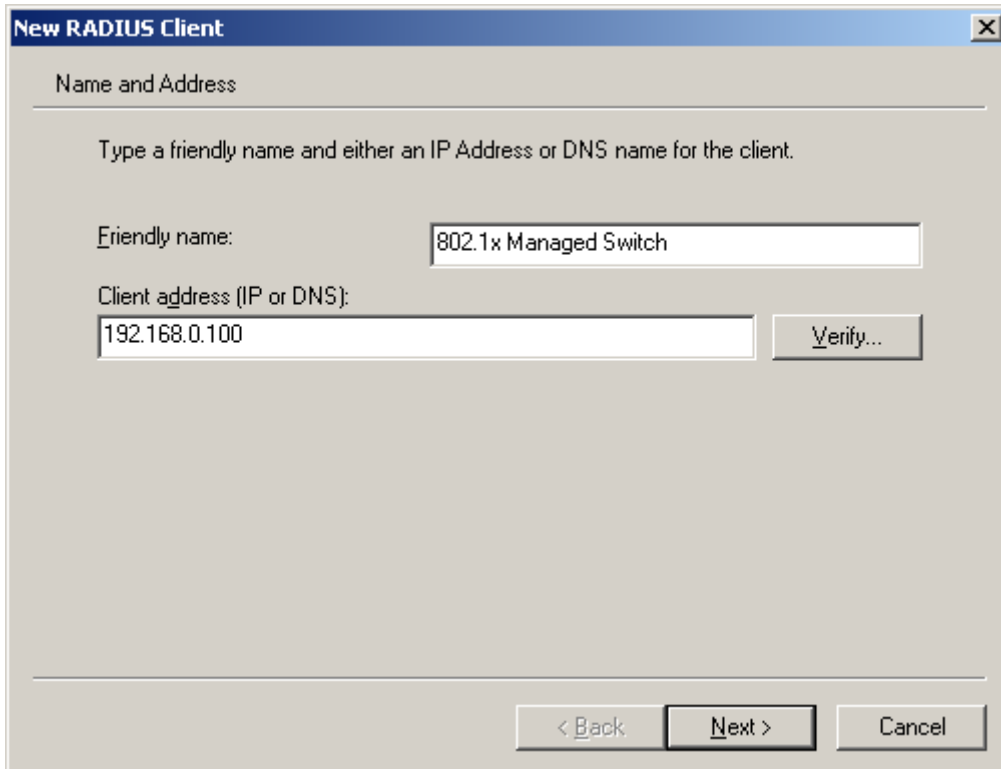 New RADIUS Client
Name and Address
Type a friendly name and either an IP Address or DNS name for the client.
Friendly name:
802.1x Managed Switch
Client address (IP or DNS):
192.168.0.100
Verify...
< Back
Next >
Cancel